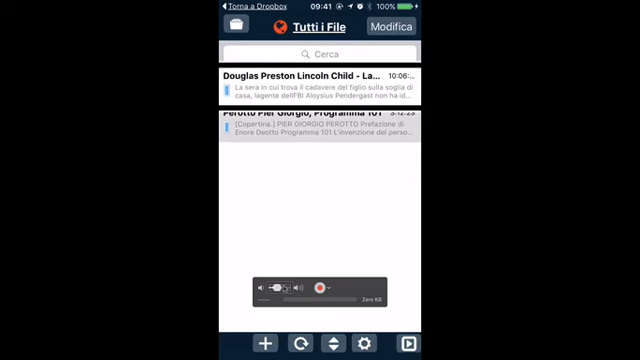 Torna a Dropbox 09:41 100%
Tutti i File
Modifica
Cerca
Douglas Preston Lincoln Child - La... 10:06:...
La sera in cui trova il cadavere del figlio sulla soglia di
casa, lagente dellFBI Aloysius Pendergast non ha id...
Perotto Pier Giorgio, Programma 101 3:12:23
[Copertina.] PIER GIORGIO PEROTTO Prefazione di
Enore Deotto Programma 101 L'invenzione del perso...
Zero KB